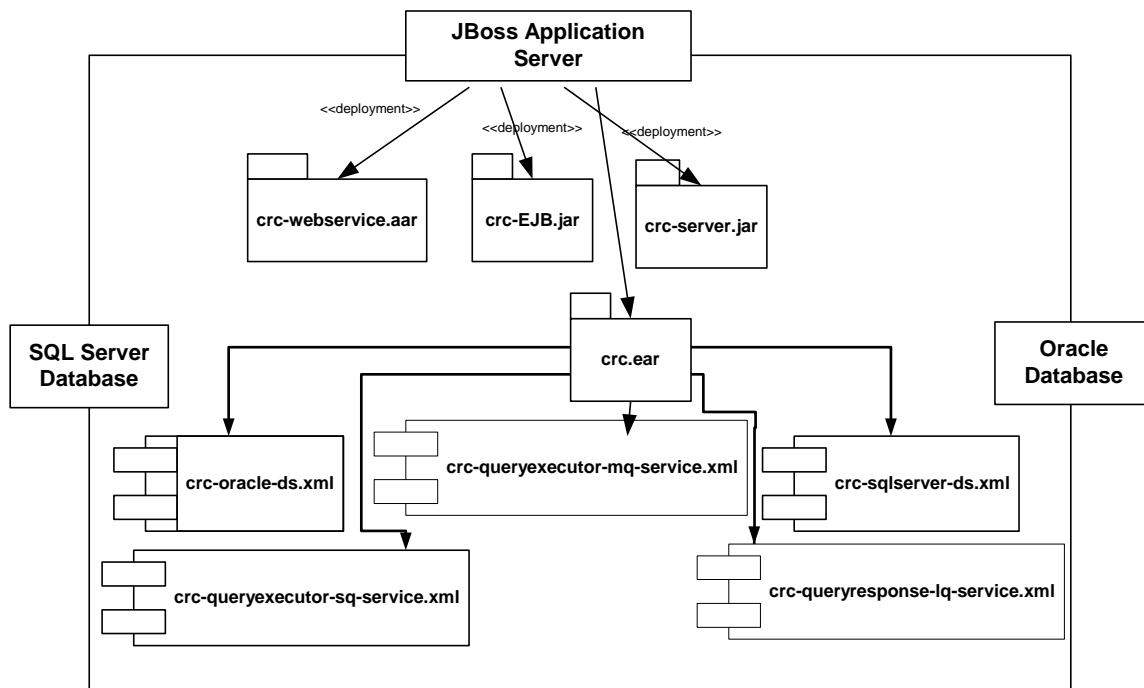 JBoss Application
Server
<<deployment>>
<<deployment>>
<<deployment>>
crc-webservice.aar
crc-EJB.jar
crc-server.jar
SQL Server
Database
crc.ear
Oracle
Database
crc-oracle-ds.xml
crc-queryexecutor-mq-service.xml
crc-sqlserver-ds.xml
crc-queryexecutor-sq-service.xml
crc-queryresponse-lq-service.xml